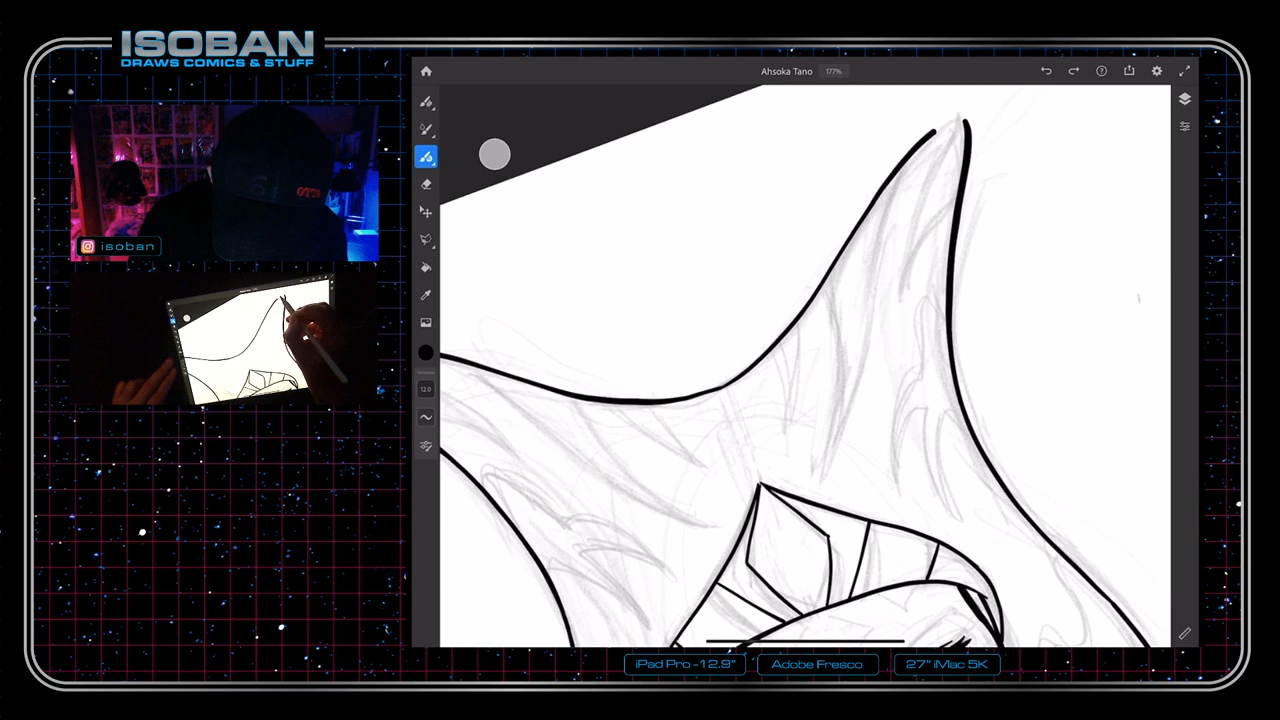 ISOBAN
DRAWS COMICS & STUFF
Ahsoka Tano
177%
isoban
12.0
iPad Pro -12.9"
Adobe Fresco
27" iMac 5K